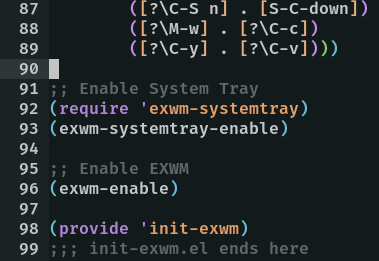 87 ([?\C-S n] . [S-C-down])
88 ([?\M-w] . [?\C-c])
89 ([?\C-y] . [?\C-v])))
90
91 ;; Enable System Tray
92 (require 'exwm-systemtray)
93 (exwm-systemtray-enable)
94
95 ;; Enable EXWM
96 (exwm-enable)
97
98 (provide 'init-exwm)
99 ;;; init-exwm.el ends here